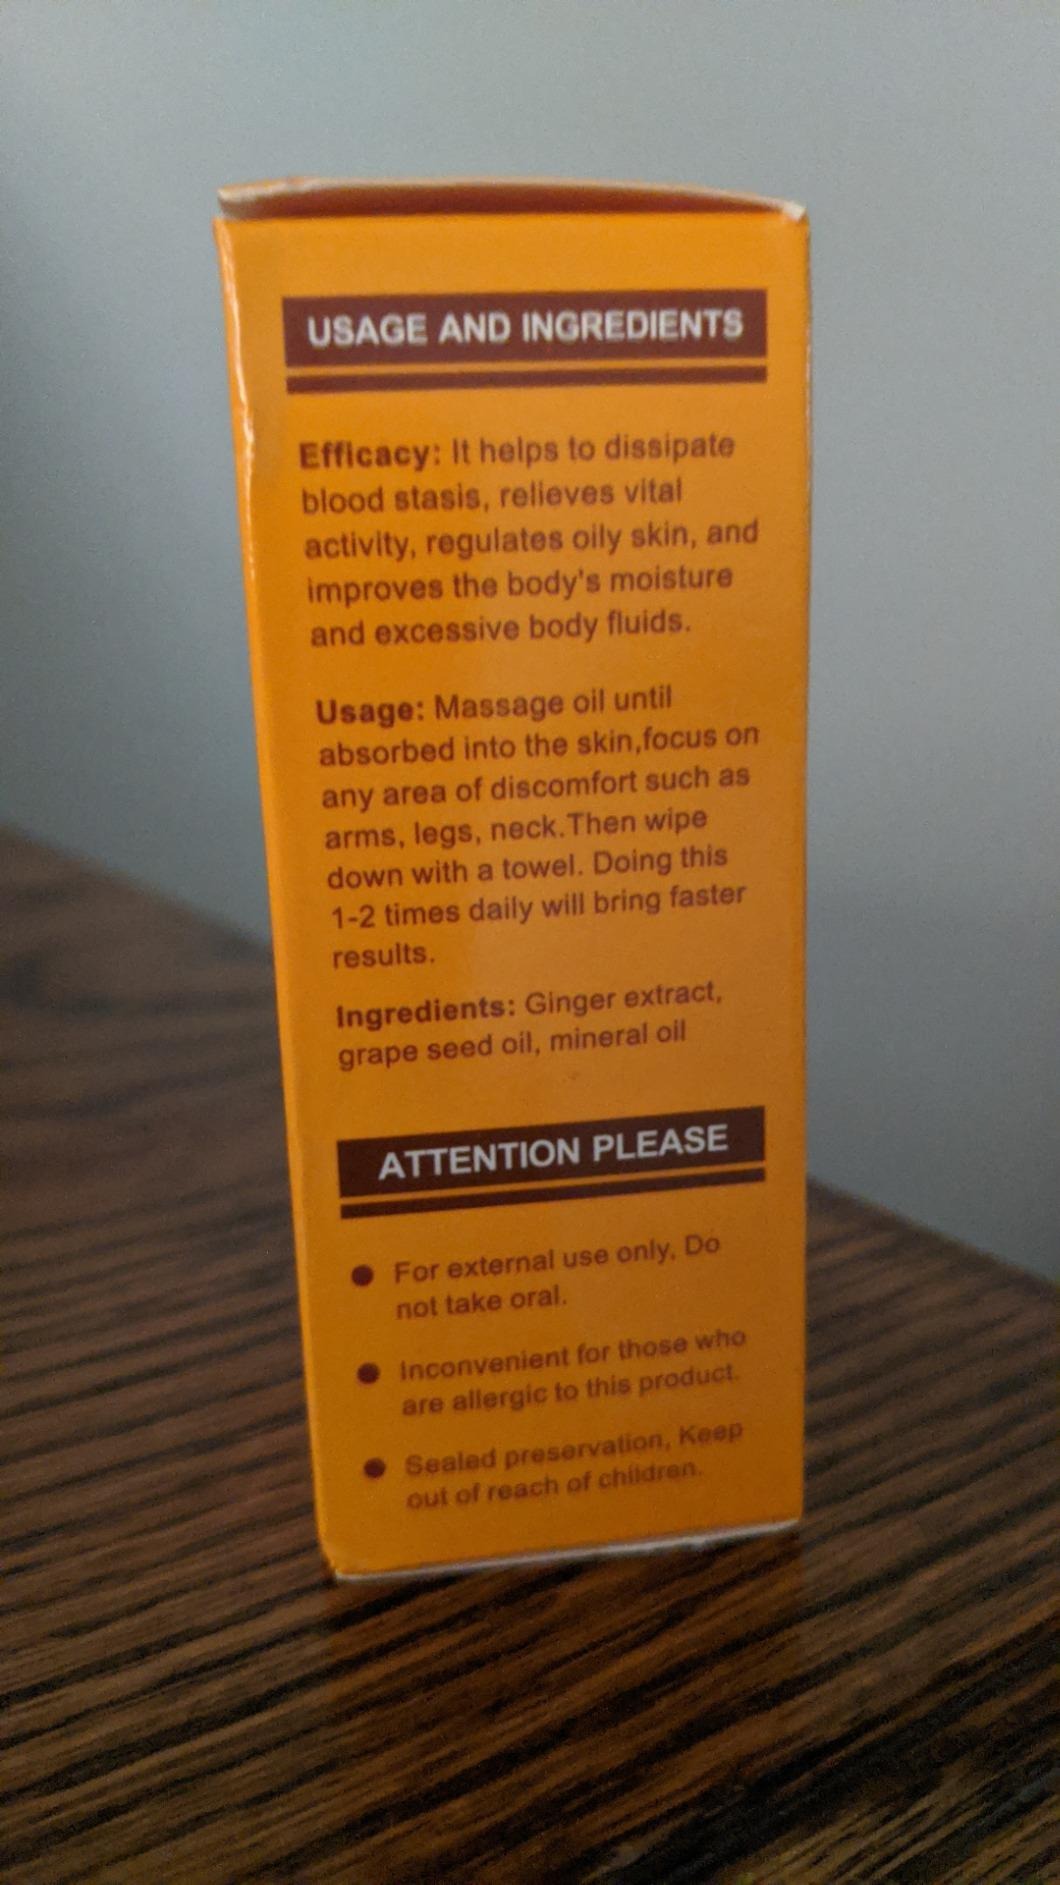 USAGE AND INGREDIENTS
Efficacy: It helps to dissipate
blood stasis, relieves vital
activity, regulates oily skin, and
improves the body's moisture
and excessive body fluids.
Usage: Massage oil until
absorbed into the skin,focus on
any area of discomfort such as
arms, legs, neck.Then wipe
down with a towel. Doing this
1-2 times daily will bring faster
results.
Ingredients: Ginger extract,
grape seed oil, mineral oil
ATTENTION PLEASE
● For external use only, Do
not take oral.
● Inconvenient for those who
are allergic to this product.
● Sealed preservation, Keep
out of reach of children.